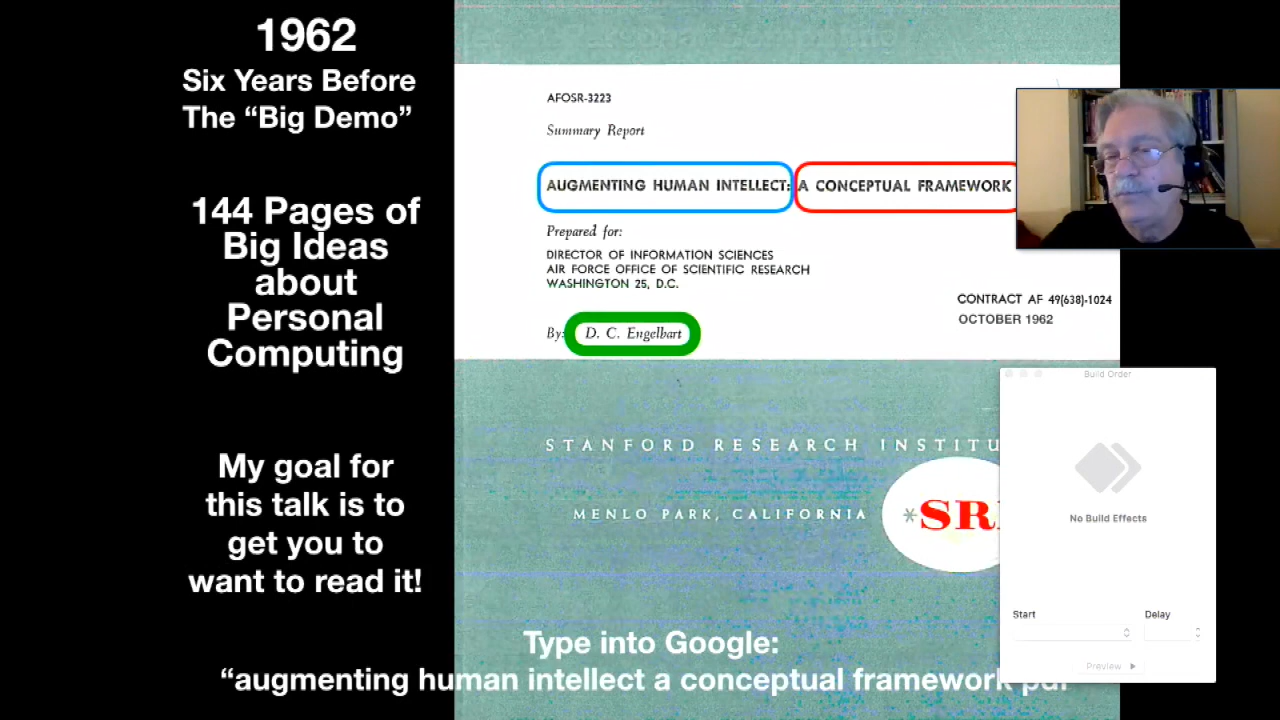 1962
Six Years Before
The “Big Demo”
144 Pages of
Big Ideas
about
Personal
Computing
My goal for
this talk is to
get you to
want to read it!
AFOSR-3223
Summary Report
AUGMENTING HUMAN INTELLECT: A CONCEPTUAL FRAMEWORK
Prepared for:
DIRECTOR OF INFORMATION SCIENCES
AIR FORCE OFFICE OF SCIENTIFIC RESEARCH
WASHINGTON 25, D.C.
CONTRACT AF 49(638)-1024
OCTOBER 1962
By: D. C. Engelbart
STANFORD RESEARCH INSTITU
MENLO PARK, CALIFORNIA
*SRI
Type into Google:
“augmenting human intellect a conceptual framework pdf
Build Order
No Build Effects
Start Delay
Preview